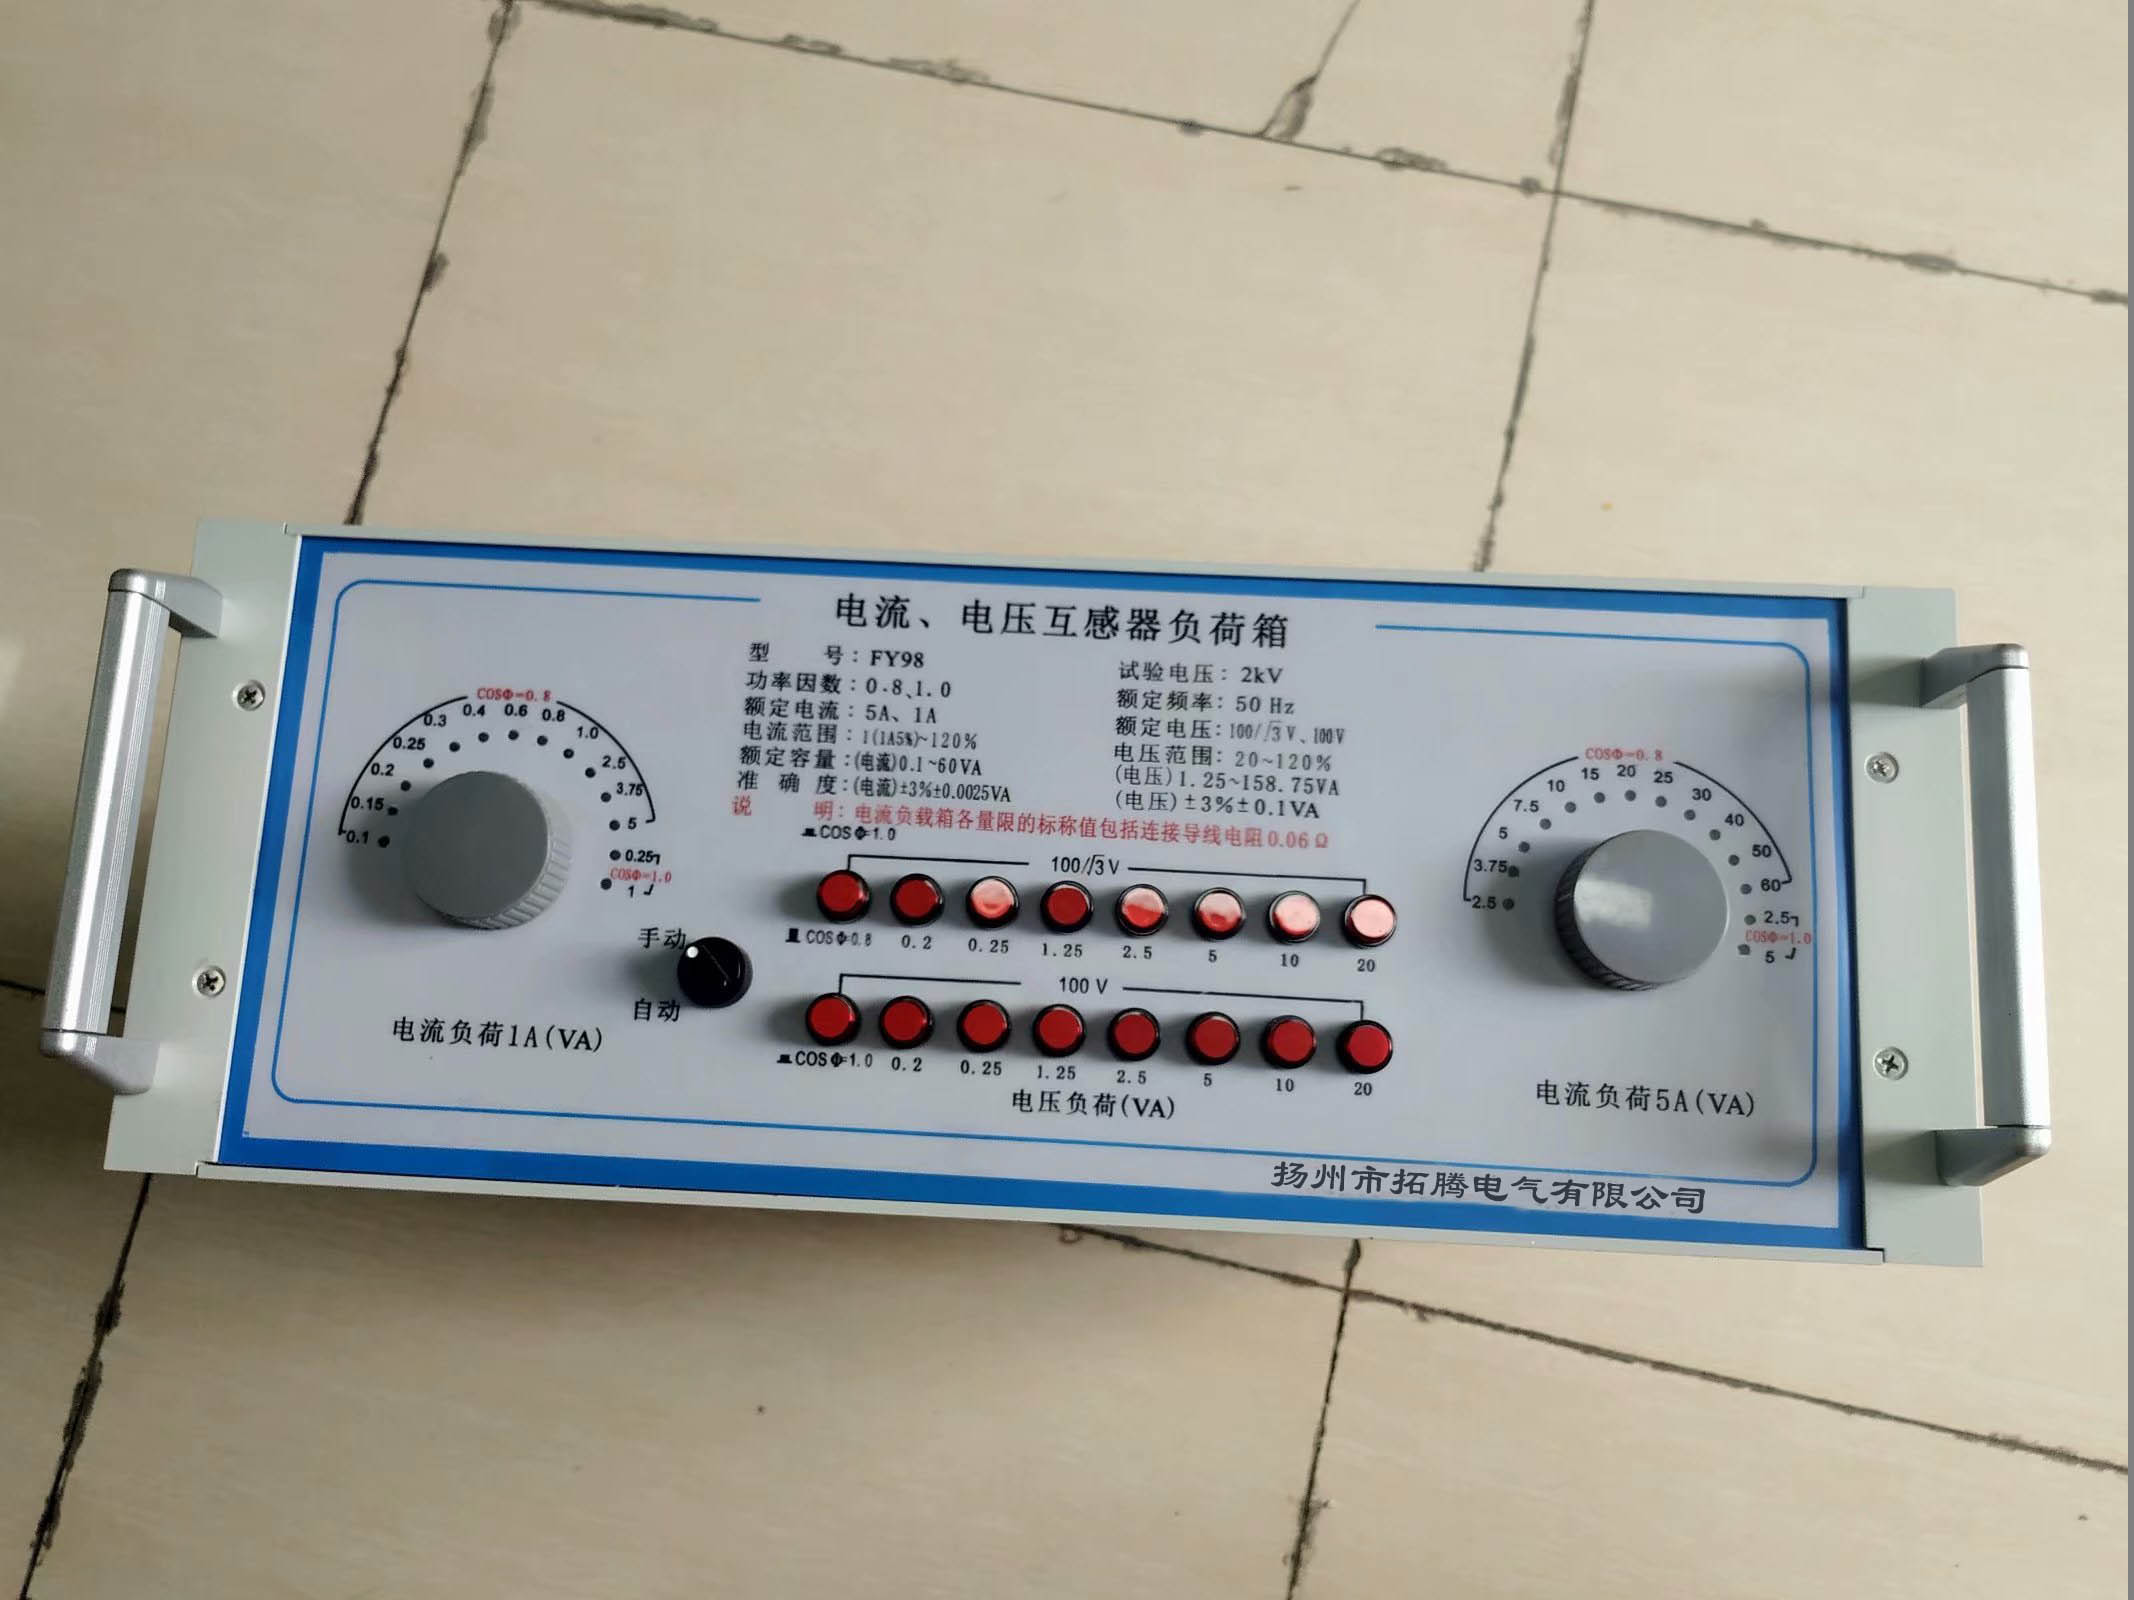 电流、电压互感器负荷箱
型 号：FY98
功率因数：0.8、1.0
额定电流：5A、1A
电流范围：1(1A5%)~120%
额定容量：(电流)0.1~60VA
准 确 度：(电流)±3%±0.0025VA
试验电压：2kV
额定频率：50Hz
额定电压：100/√3V、100V
电压范围：20~120%
(电压)1.25~158.75VA
(电压)±3%±0.1VA
说 明：电流负载箱各量限的标称值包括连接导线电阻0.06Ω
COSΦ=0.8
0.1 0.15 0.2 0.25 0.3 0.4 0.6 0.8 1.0 2.5 3.75 5
0.25
COSΦ=1.0
1
电流负荷1A(VA)
手动
自动
COSΦ=1.0
100/√3V
COSΦ=0.8 0.2 0.25 1.25 2.5 5 10 20
100 V
COSΦ=1.0 0.2 0.25 1.25 2.5 5 10 20
电压负荷(VA)
COSΦ=0.8
2.5 3.75 5 7.5 10 15 20 25 30 40 50 60
2.5
COSΦ=1.0
5
电流负荷5A(VA)
扬州市拓腾电气有限公司